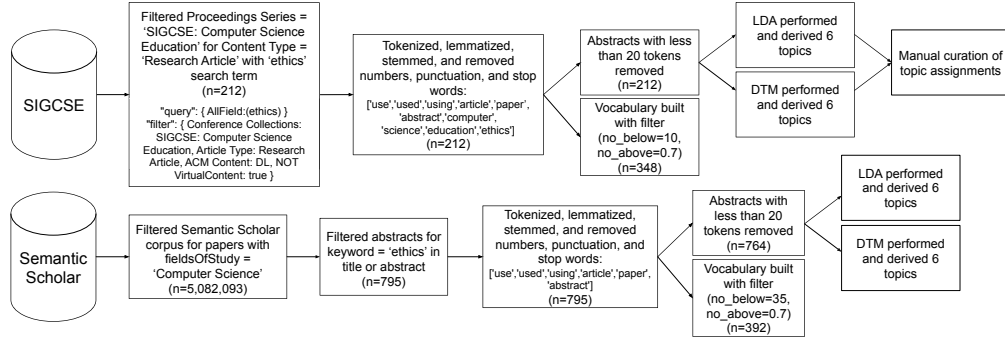 SIGCSE
Filtered Proceedings Series =
'SIGCSE: Computer Science
Education' for Content Type =
'Research Article' with 'ethics'
search term
(n=212)
"query": { AllField:(ethics) }
"filter": { Conference Collections:
SIGCSE: Computer Science
Education, Article Type: Research
Article, ACM Content: DL, NOT
VirtualContent: true }
Tokenized, lemmatized,
stemmed, and removed
numbers, punctuation, and stop
words:
['use','used','using','article','paper',
'abstract','computer',
'science','education','ethics']
(n=212)
Abstracts with less
than 20 tokens
removed
(n=212)
Vocabulary built
with filter
(no_below=10,
no_above=0.7)
(n=348)
LDA performed
and derived 6
topics
DTM performed
and derived 6
topics
Manual curation of
topic assignments
Semantic
Scholar
Filtered Semantic Scholar
corpus for papers with
fieldsOfStudy =
'Computer Science'
(n=5,082,093)
Filtered abstracts for
keyword = 'ethics' in
title or abstract
(n=795)
Tokenized, lemmatized,
stemmed, and removed
numbers, punctuation, and
stop words:
['use','used','using','article','paper',
'abstract']
(n=795)
Abstracts with
less than 20
tokens removed
(n=764)
Vocabulary built
with filter
(no_below=35,
no_above=0.7)
(n=392)
LDA performed
and derived 6
topics
DTM performed
and derived 6
topics